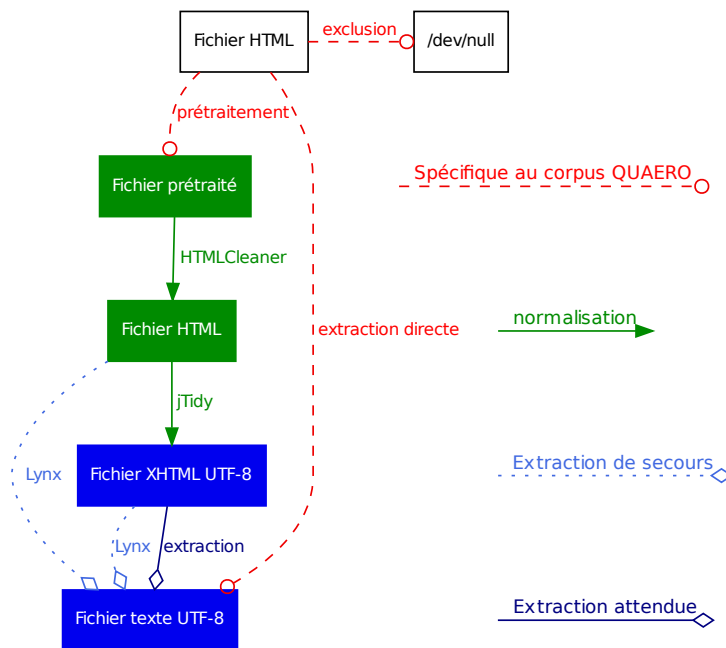 Fichier HTML
exclusion
/dev/null
prétraitement
Fichier prétraité
Spécifique au corpus QUAERO
HTMLCleaner
Fichier HTML
extraction directe
normalisation
jTidy
Lynx
Fichier XHTML UTF-8
Extraction de secours
Lynx
extraction
Fichier texte UTF-8
Extraction attendue